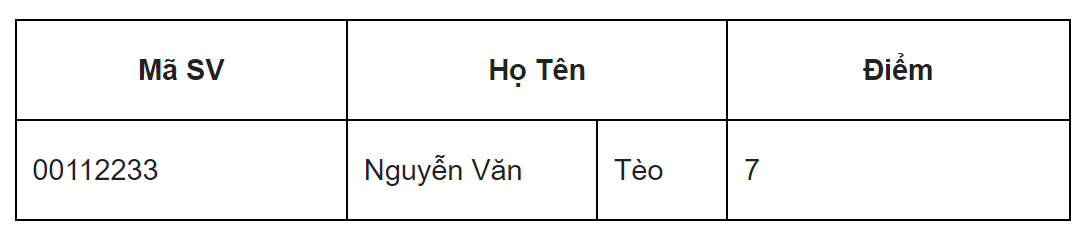 Mã SV Họ Tên Điểm
00112233 Nguyễn Văn Tèo 7